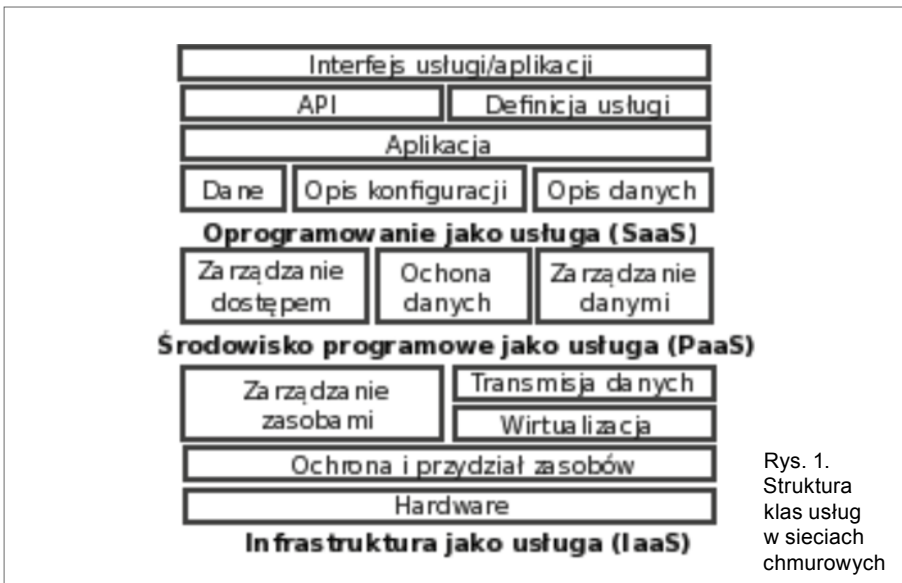 Interfejs usługi/aplikacji
API
Definicja usługi
Aplikacja
Dane
Opis konfiguracji
Opis danych
Oprogramowanie jako usługa (SaaS)
Zarządzanie
dostępem
Ochona
danych
Zarządzanie
danymi
Środowisko programowe jako usługa (PaaS)
Zarządzanie
zasobami
Transmisja danych
Wirtualizacja
Ochrona i przydział zasobów
Hardware
Infrastruktura jako usługa (IaaS)
Rys. 1.
Struktura
klas usług
w sieciach
chmurowych